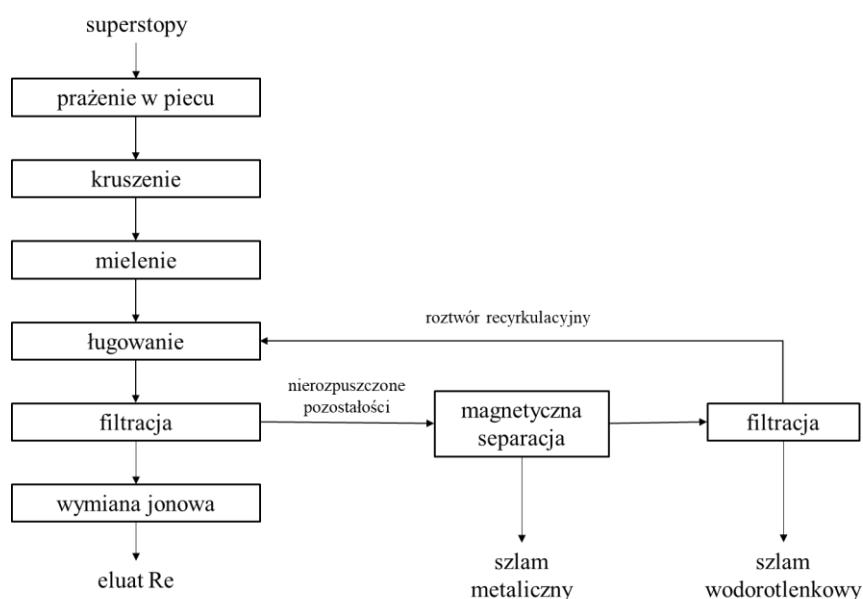 superstopy
prażenie w piecu
kruszenie
mielenie
roztwór recyrkulacyjny
ługowanie
nierozpuszczone
pozostałości
filtracja
magnetyczna
separacja
filtracja
wymiana jonowa
eluat Re
szlam
metaliczny
szlam
wodorotlenkowy